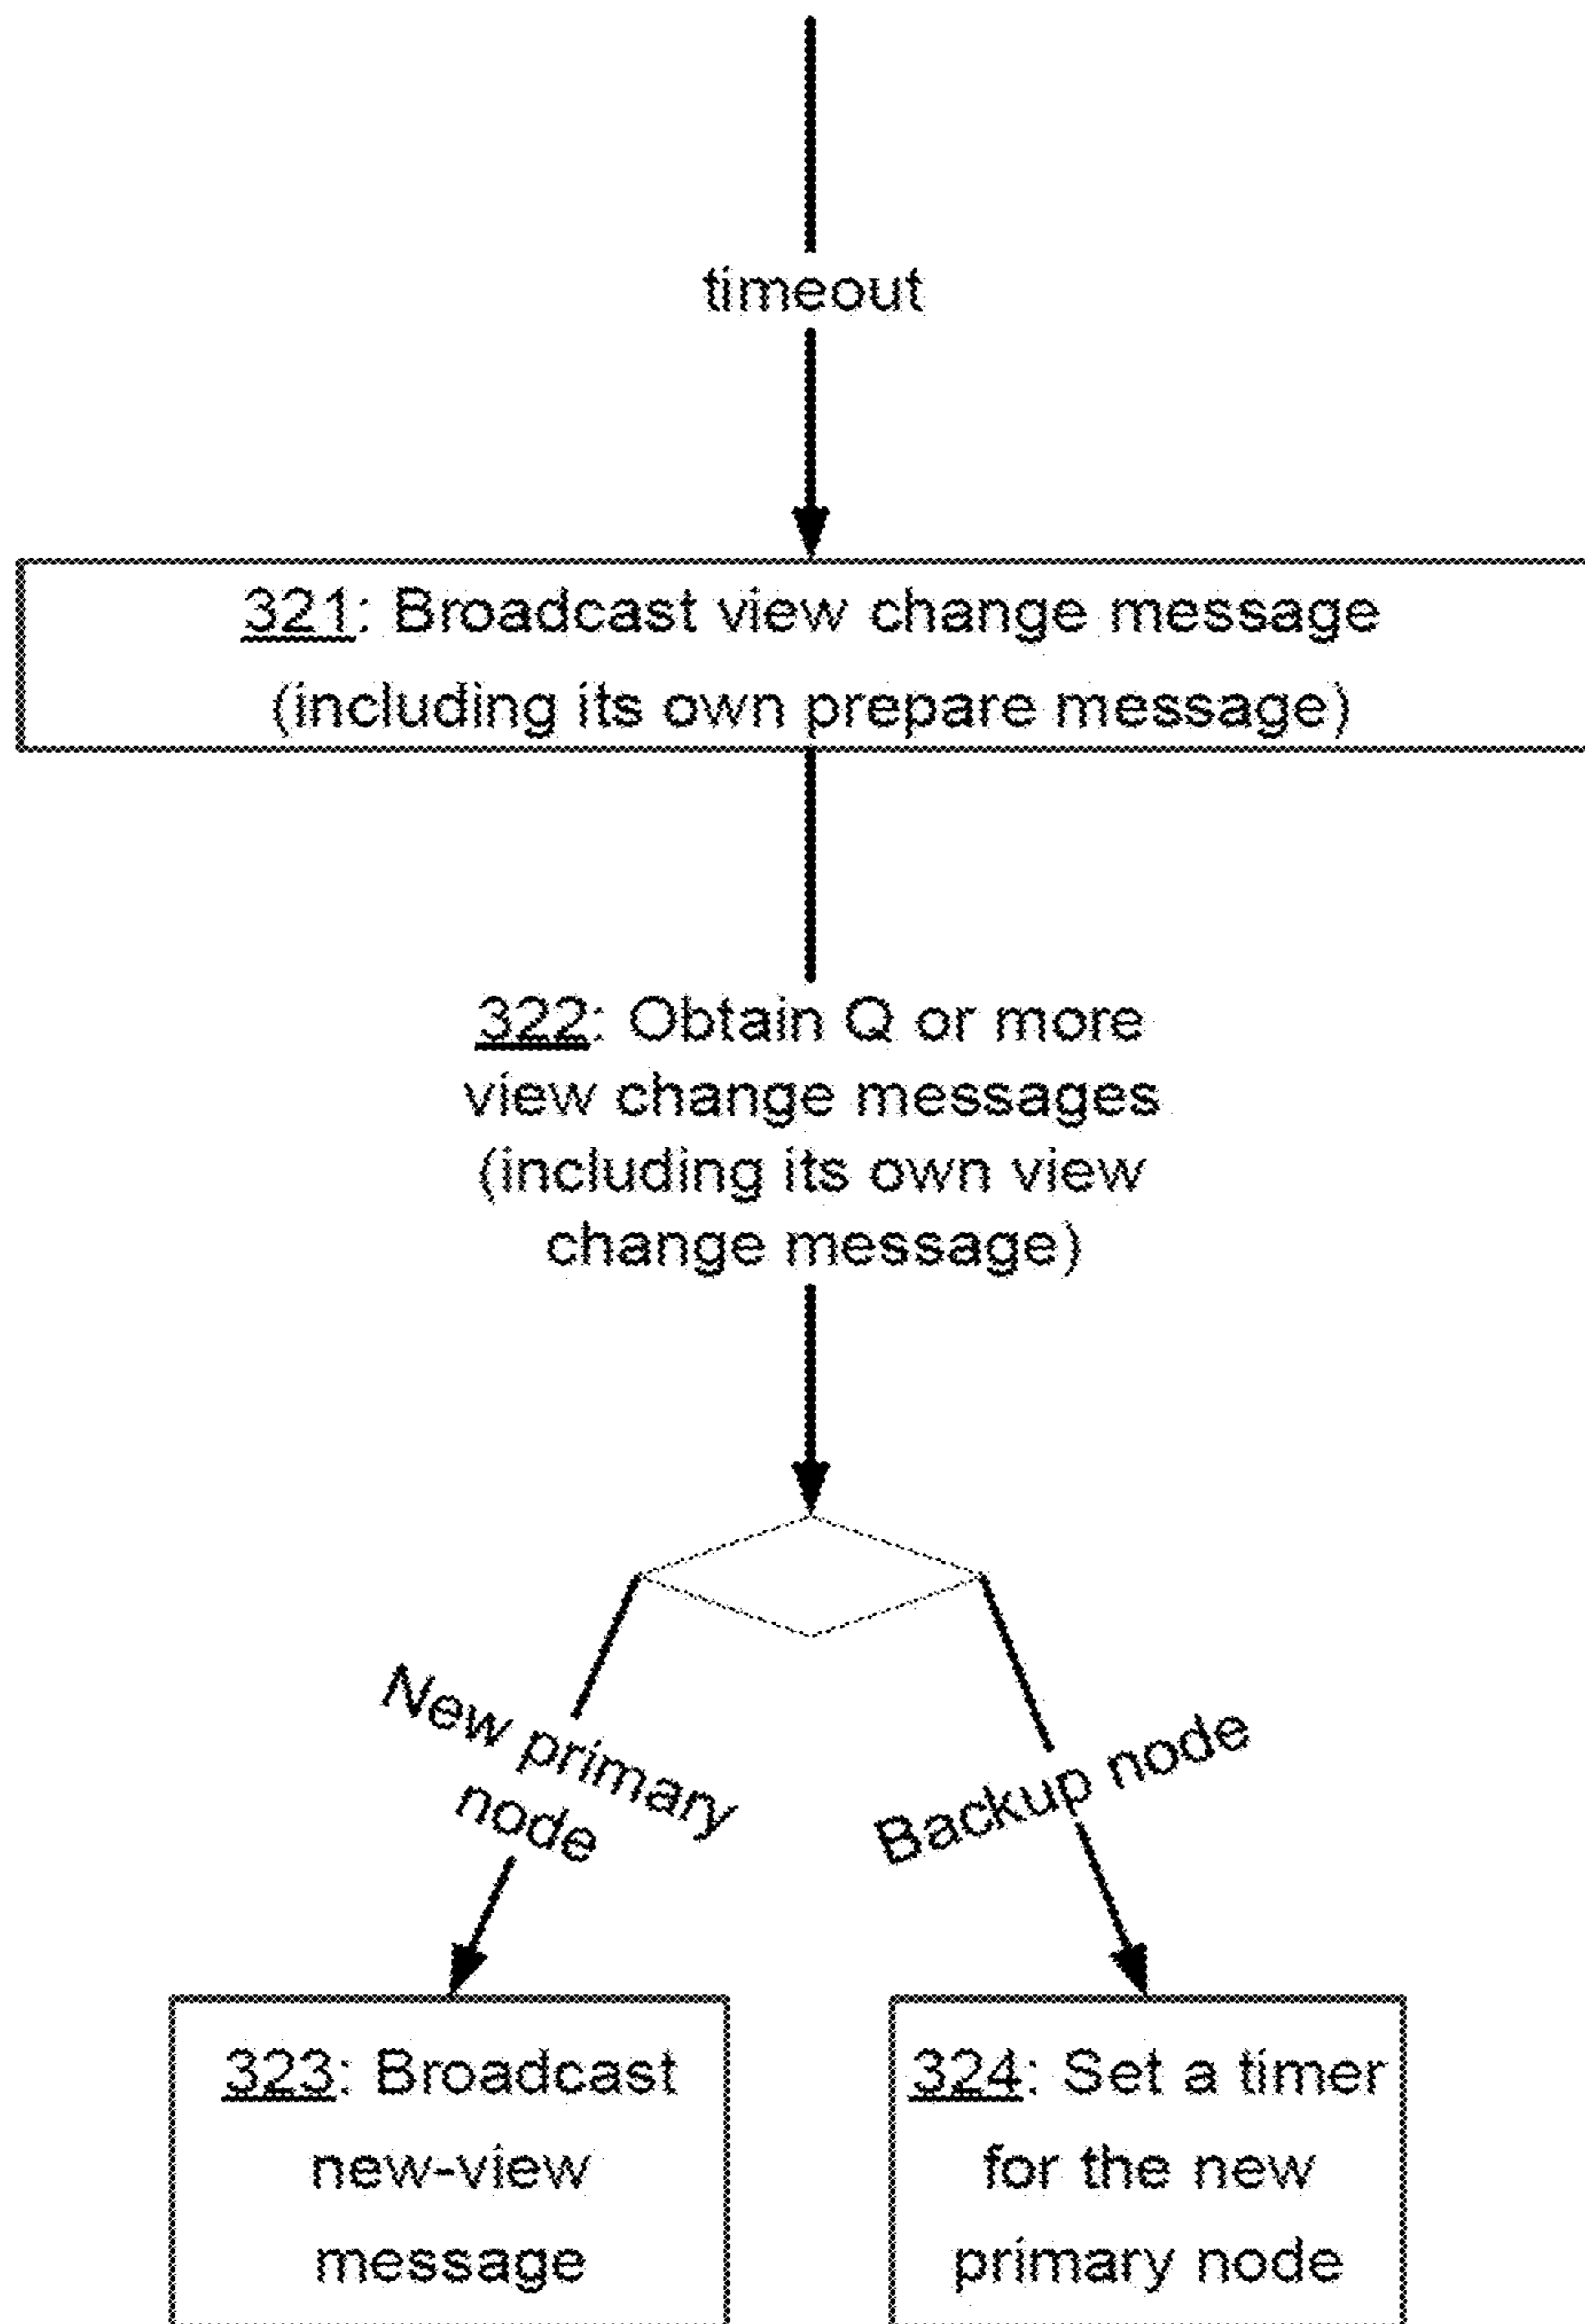 timeout
321: Broadcast view change message
(including its own prepare message)
322: Obtain Q or more
view change messages
(including its own view
change message)
New primary
node
Backup node
323: Broadcast
new-view
message
324: Set a timer
for the new
primary node